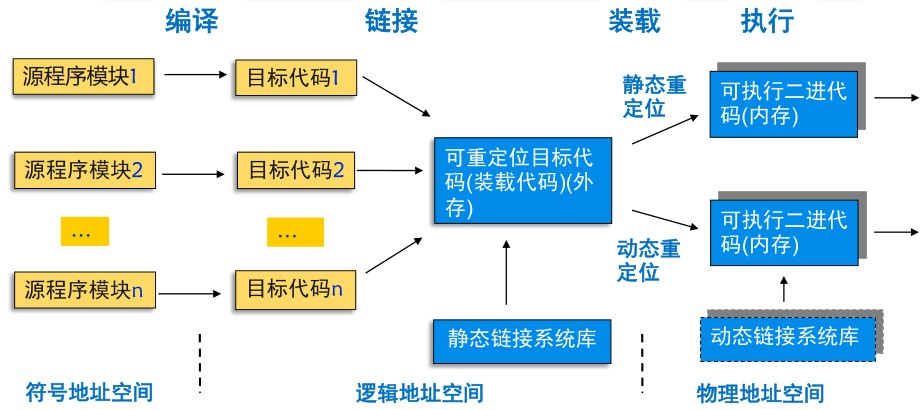 编译 链接 装载 执行
源程序模块1 目标代码1
静态重
定位
可执行二进代
码(内存)
源程序模块2 目标代码2
可重定位目标代
码(装载代码)(外
存)
... ...
动态重
定位
可执行二进代
码(内存)
源程序模块n 目标代码n
静态链接系统库 动态链接系统库
符号地址空间 逻辑地址空间 物理地址空间